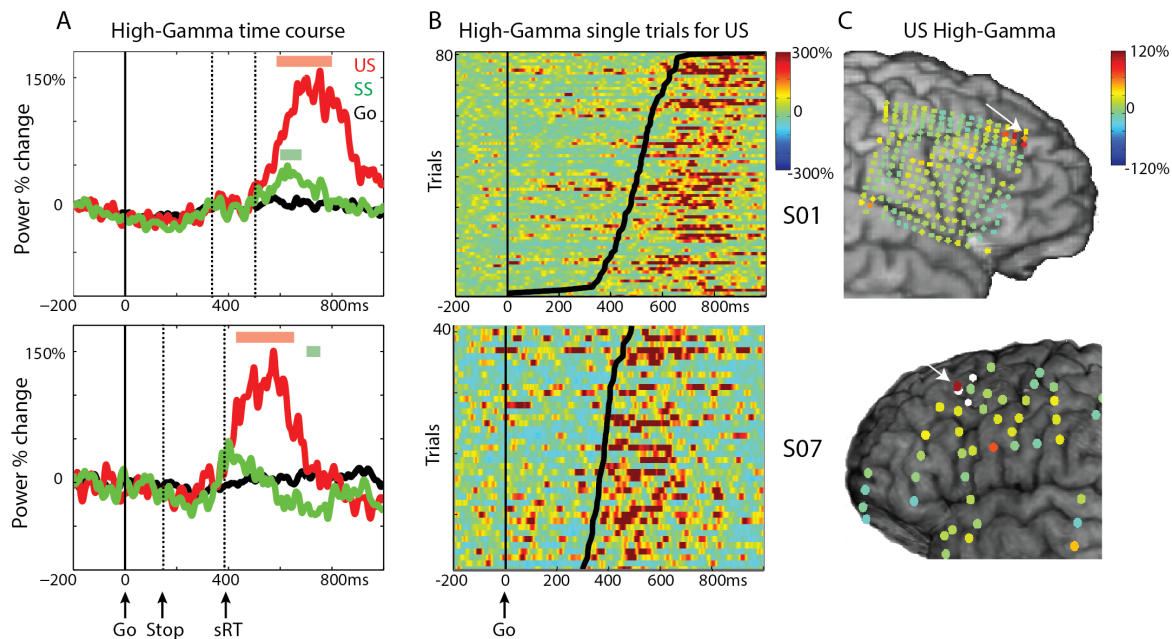 A High-Gamma time course
B High-Gamma single trials for US
C US High-Gamma
150%
0
Power % change
US
SS
Go
−200 0 400 800ms
80
Trials
-200 0 200 400 600 800ms
300%
0
-300%
S01
120%
0
-120%
150%
0
Power % change
−200 0 400 800ms
Go Stop sRT
40
Trials
-200 0 200 400 600 800ms
Go
S07